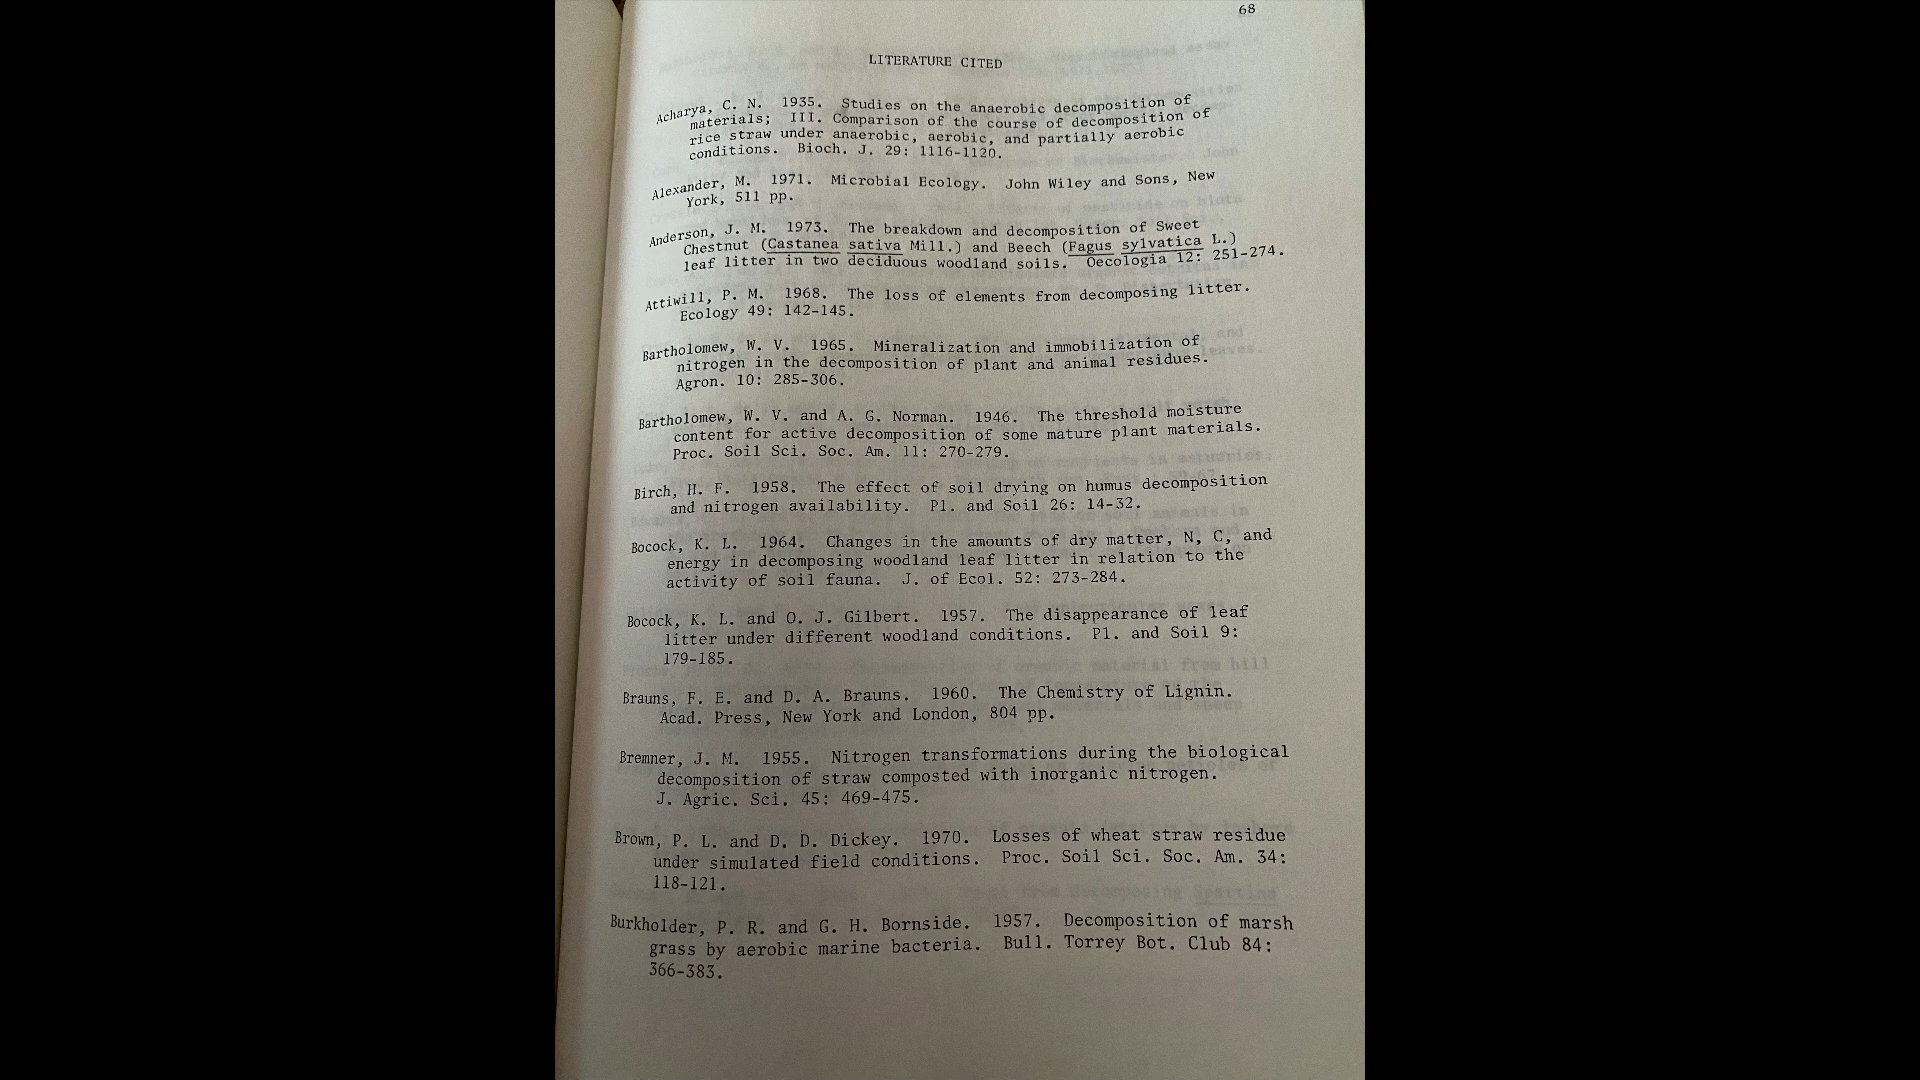 68
LITERATURE CITED
Acharya, C. N. 1935. Studies on the anaerobic decomposition of
materials; III. Comparison of the course of decomposition of
rice straw under anaerobic, aerobic, and partially aerobic
conditions. Bioch. J. 29: 1116-1120.
Alexander, M. 1971. Microbial Ecology. John Wiley and Sons, New
York, 511 pp.
Anderson, J. M. 1973. The breakdown and decomposition of Sweet
Chestnut (Castanea sativa Mill.) and Beech (Fagus sylvatica L.)
leaf litter in two deciduous woodland soils. Oecologia 12: 251-274.
Attiwill, P. M. 1968. The loss of elements from decomposing litter.
Ecology 49: 142-145.
Bartholomew, W. V. 1965. Mineralization and immobilization of
nitrogen in the decomposition of plant and animal residues.
Agron. 10: 285-306.
Bartholomew, W. V. and A. G. Norman. 1946. The threshold moisture
content for active decomposition of some mature plant materials.
Proc. Soil Sci. Soc. Am. 11: 270-279.
Birch, H. F. 1958. The effect of soil drying on humus decomposition
and nitrogen availability. Pl. and Soil 26: 14-32.
Bocock, K. L. 1964. Changes in the amounts of dry matter, N, C, and
energy in decomposing woodland leaf litter in relation to the
activity of soil fauna. J. of Ecol. 52: 273-284.
Bocock, K. L. and O. J. Gilbert. 1957. The disappearance of leaf
litter under different woodland conditions. Pl. and Soil 9:
179-185.
Brauns, F. E. and D. A. Brauns. 1960. The Chemistry of Lignin.
Acad. Press, New York and London, 804 pp.
Bremner, J. M. 1955. Nitrogen transformations during the biological
decomposition of straw composted with inorganic nitrogen.
J. Agric. Sci. 45: 469-475.
Brown, P. L. and D. D. Dickey. 1970. Losses of wheat straw residue
under simulated field conditions. Proc. Soil Sci. Soc. Am. 34:
118-121.
Burkholder, P. R. and G. H. Bornside. 1957. Decomposition of marsh
grass by aerobic marine bacteria. Bull. Torrey Bot. Club 84:
366-383.